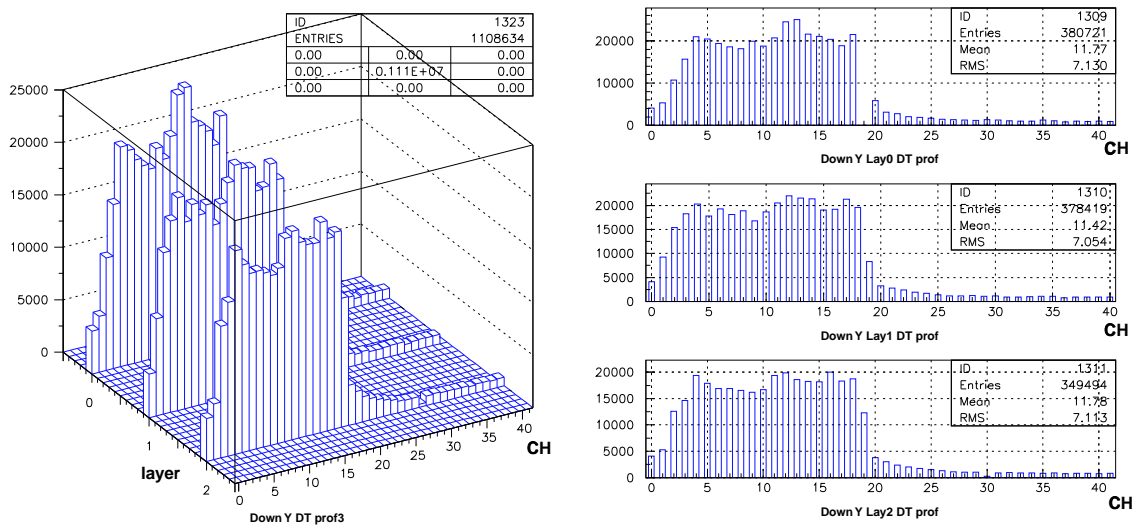 ID 1323
ENTRIES 1108634
0.00 0.00 0.00
0.00 0.111E+07 0.00
0.00 0.00 0.00
25000
20000
15000
10000
5000
0
0
1
2
layer
0 5 10 15 20 25 30 35 40
CH
Down Y DT prof3
ID 1309
Entries 380721
Mean 11.77
RMS 7.130
20000
10000
0
0 5 10 15 20 25 30 35 40
CH
Down Y Lay0 DT prof
ID 1310
Entries 378419
Mean 11.42
RMS 7.054
20000
15000
10000
5000
0
0 5 10 15 20 25 30 35 40
CH
Down Y Lay1 DT prof
ID 1311
Entries 349494
Mean 11.78
RMS 7.113
20000
15000
10000
5000
0
0 5 10 15 20 25 30 35 40
CH
Down Y Lay2 DT prof